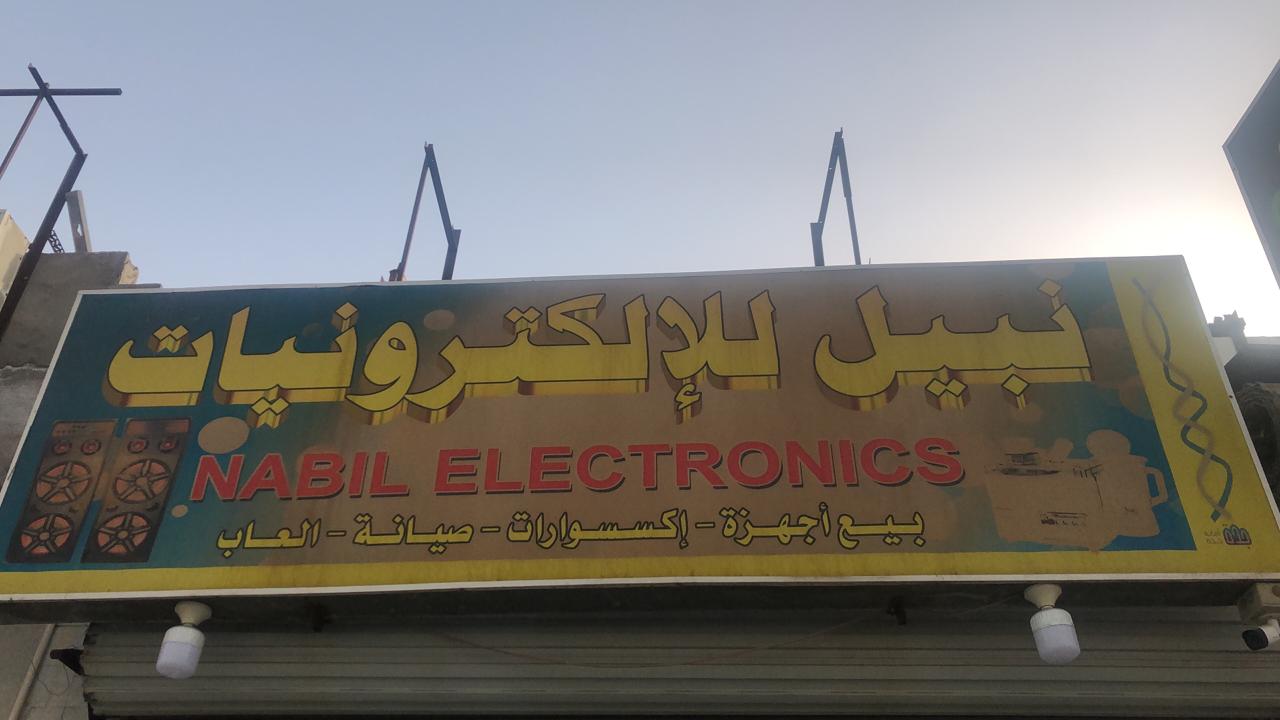 نبيل للإلكترونيات
NABIL ELECTRONICS
بيع أجهزة - إكسسوارات - صيانة - العاب